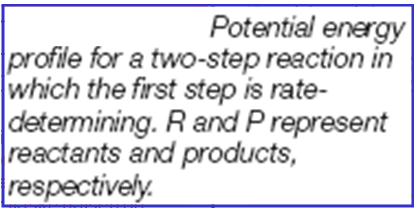 Potential energy
profile for a two-step reaction in
which the first step is rate-
determining. R and P represent
reactants and products,
respectively.